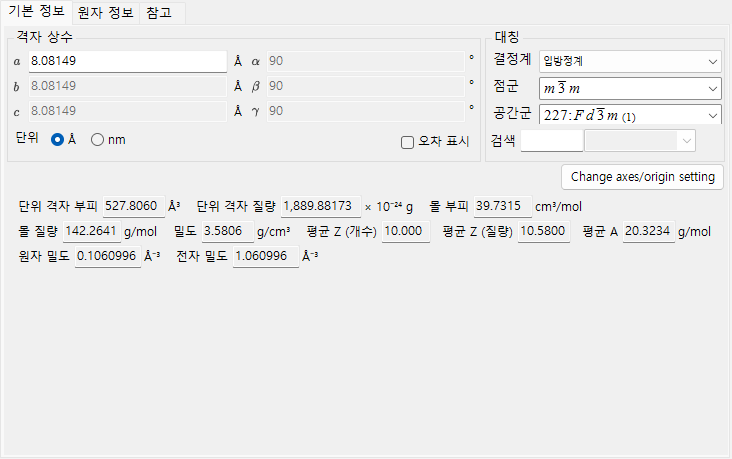 기본 정보 원자 정보 참고
격자 상수 대칭
a 8.08149 Å α 90 ° 결정계 입방정계
b 8.08149 Å β 90 ° 점군 m 3̅ m
c 8.08149 Å γ 90 ° 공간군 227: F d 3̅ m (1)
단위 Å nm 오차 표시 검색
Change axes/origin setting
단위 격자 부피 527.8060 Å³ 단위 격자 질량 1,889.88173 × 10⁻²⁴ g 몰 부피 39.7315 cm³/mol
몰 질량 142.2641 g/mol 밀도 3.5806 g/cm³ 평균 Z (개수) 10.000 평균 Z (질량) 10.5800 평균 A 20.3234 g/mol
원자 밀도 0.1060996 Å⁻³ 전자 밀도 1.060996 Å⁻³